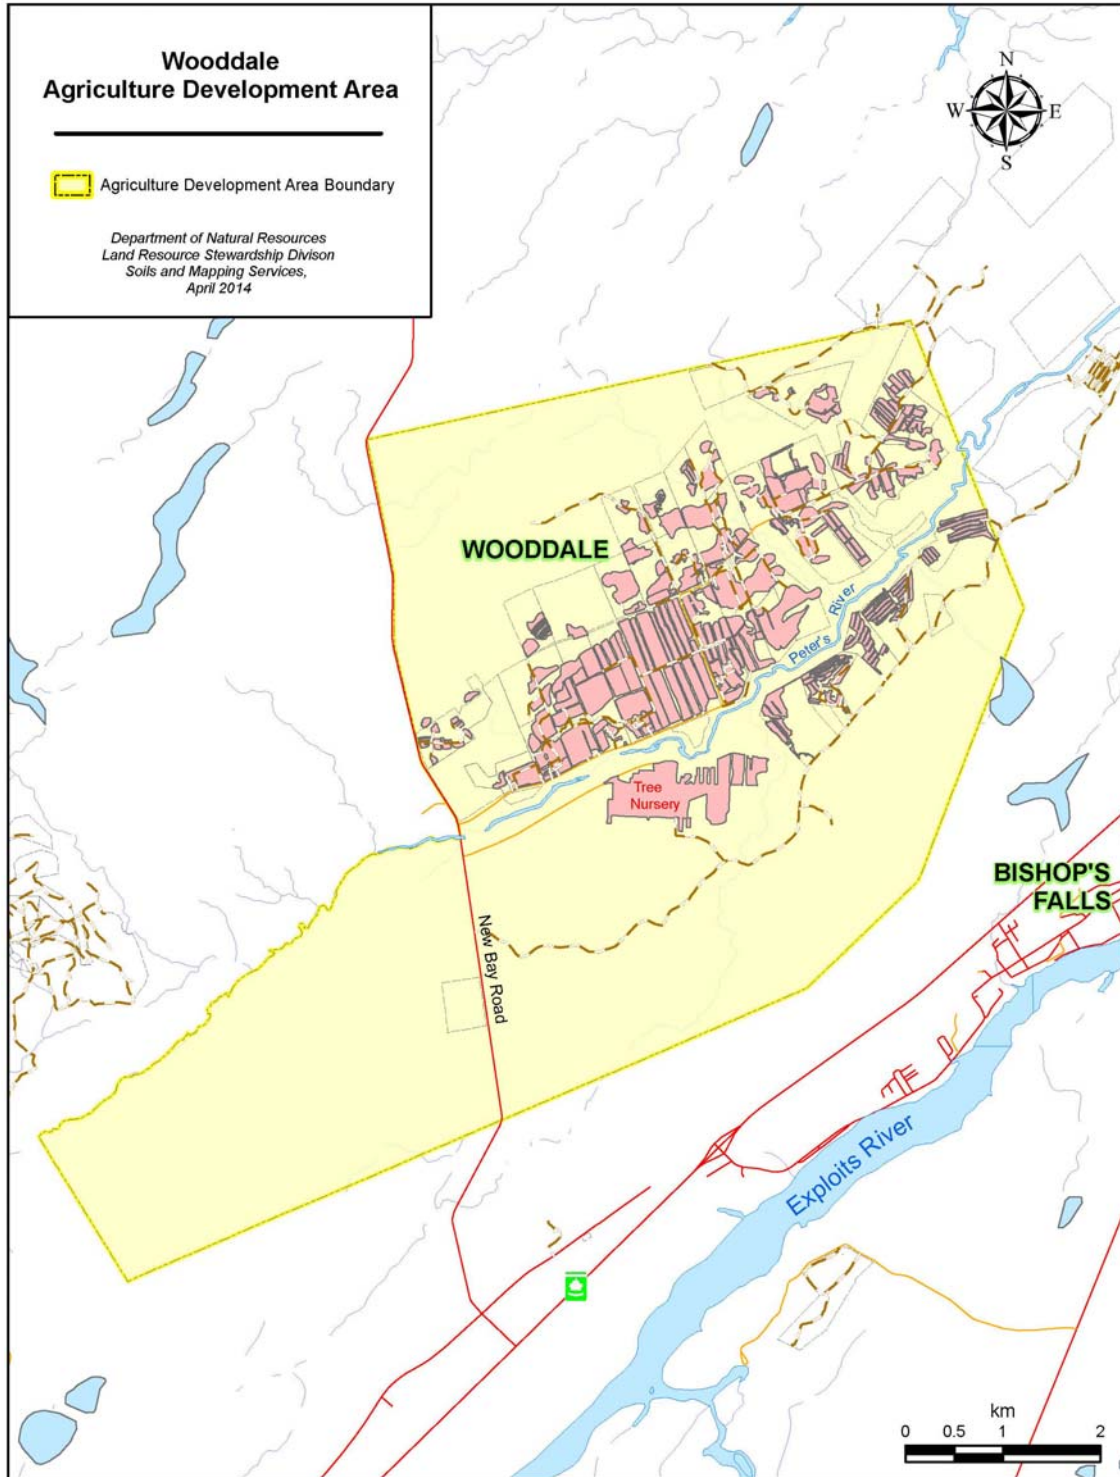 Wooddale
Agriculture Development Area
Agriculture Development Area Boundary
Department of Natural Resources
Land Resource Stewardship Divison
Soils and Mapping Services,
April 2014
N
W
E
S
WOODDALE
Peter's River
Tree
Nursery
BISHOP'S
FALLS
New Bay Road
Exploits River
km
0 0.5 1 2